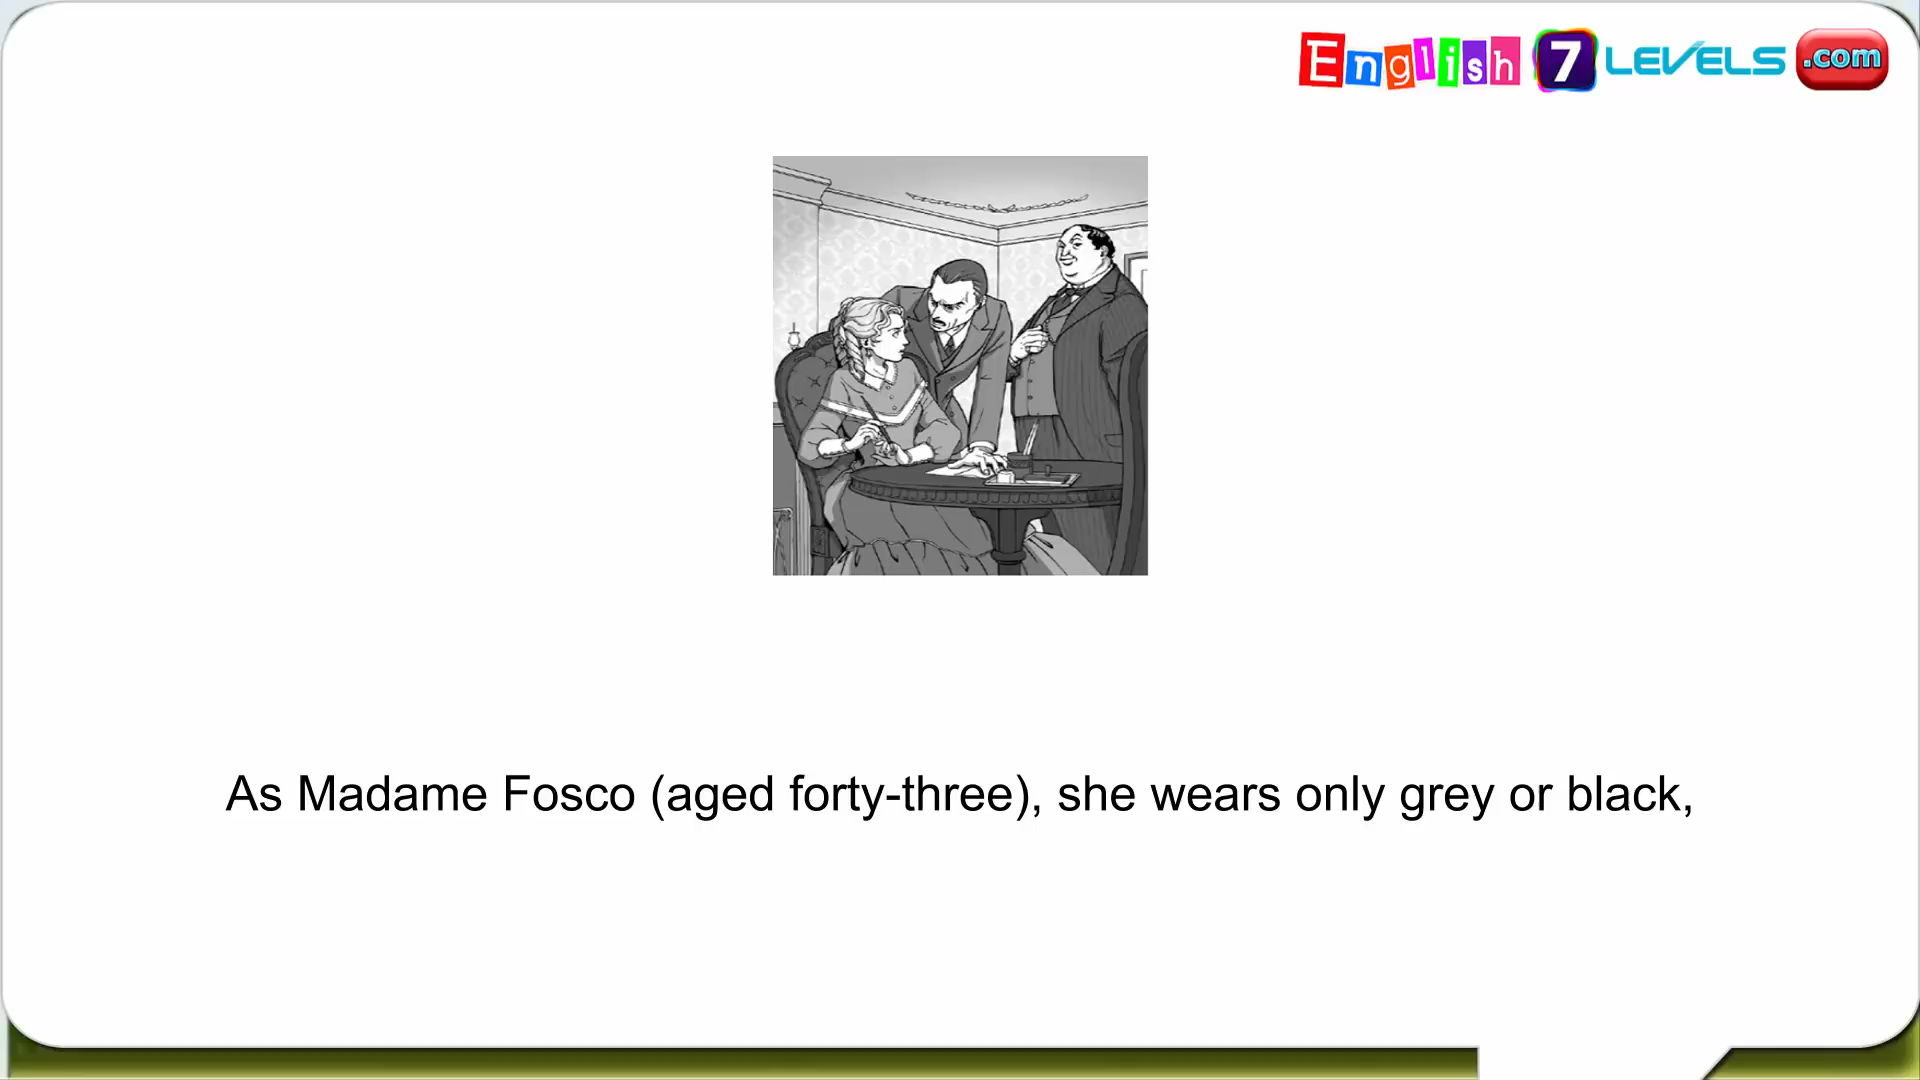 English 7 LEVELS .com
As Madame Fosco (aged forty-three), she wears only grey or black,